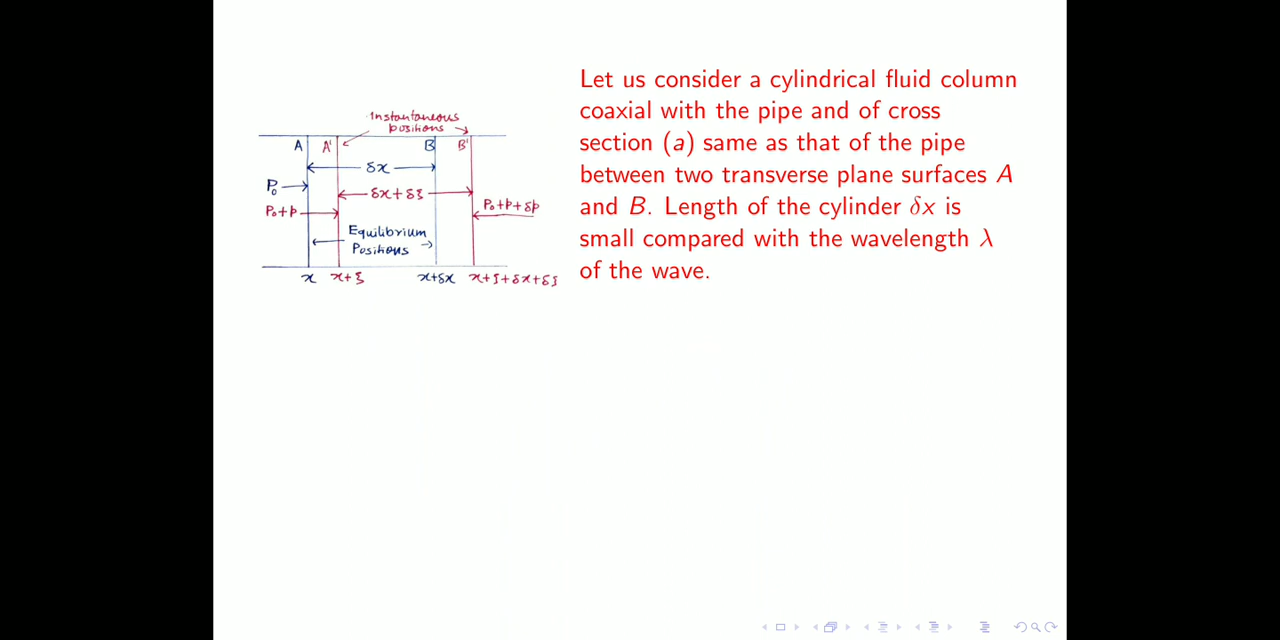 Instantaneous
positions
A A' B B'
δx
P₀
δx+δξ
P₀+p
P₀+p+δp
Equilibrium
Positions
x x+ξ x+δx x+ξ+δx+δξ
Let us consider a cylindrical fluid column
coaxial with the pipe and of cross
section (a) same as that of the pipe
between two transverse plane surfaces A
and B. Length of the cylinder δx is
small compared with the wavelength λ
of the wave.